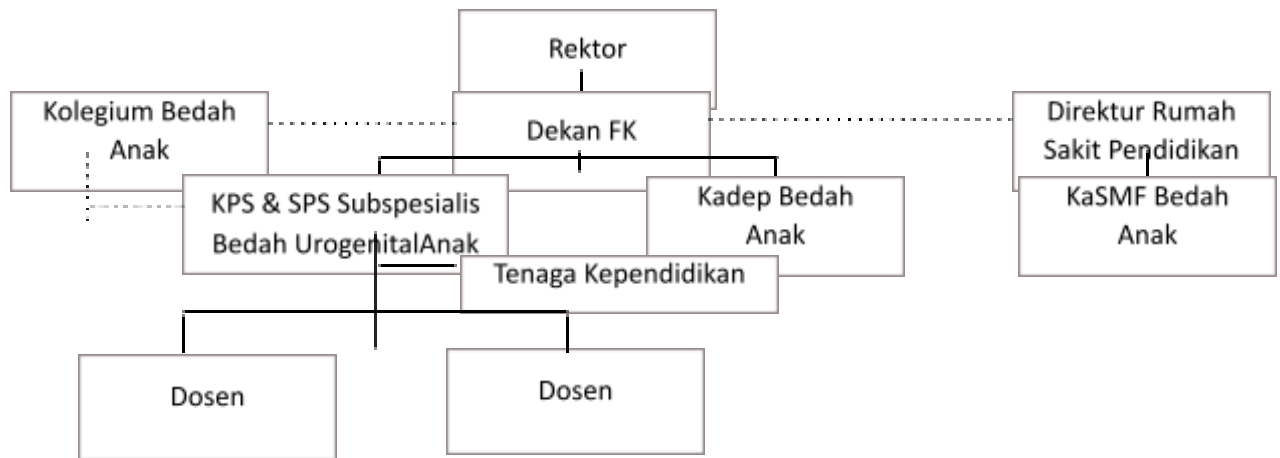 Rektor
Kolegium Bedah
Anak
Dekan FK
Direktur Rumah
Sakit Pendidikan
KPS & SPS Subspesialis
Bedah UrogenitalAnak
Kadep Bedah
Anak
KaSMF Bedah
Anak
Tenaga Kependidikan
Dosen
Dosen